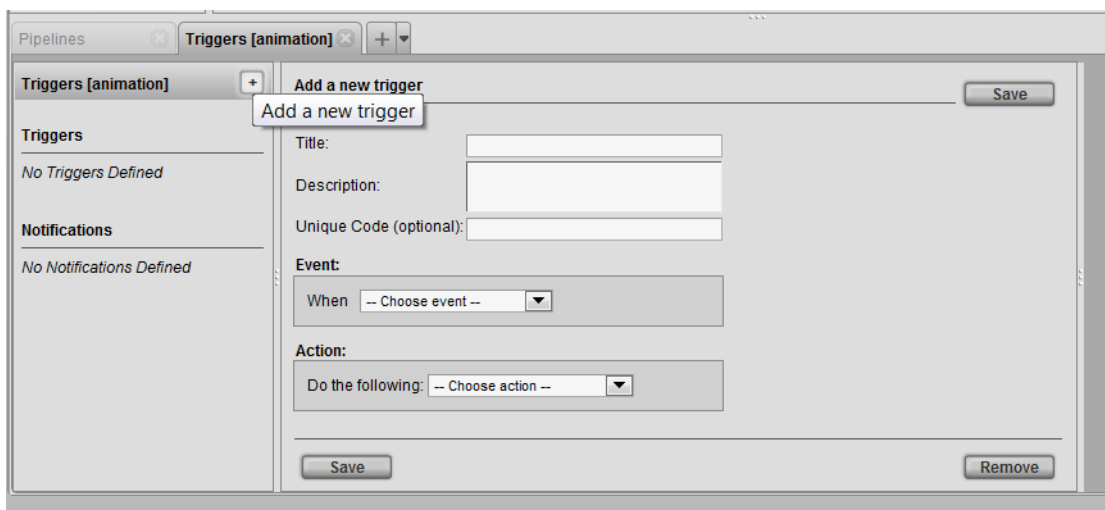 Pipelines
Triggers [animation]
+
Triggers [animation]
+
Add a new trigger
Triggers
No Triggers Defined
Notifications
No Notifications Defined
Add a new trigger
Save
Title:
Description:
Unique Code (optional):
Event:
When -- Choose event --
Action:
Do the following: -- Choose action --
Save
Remove